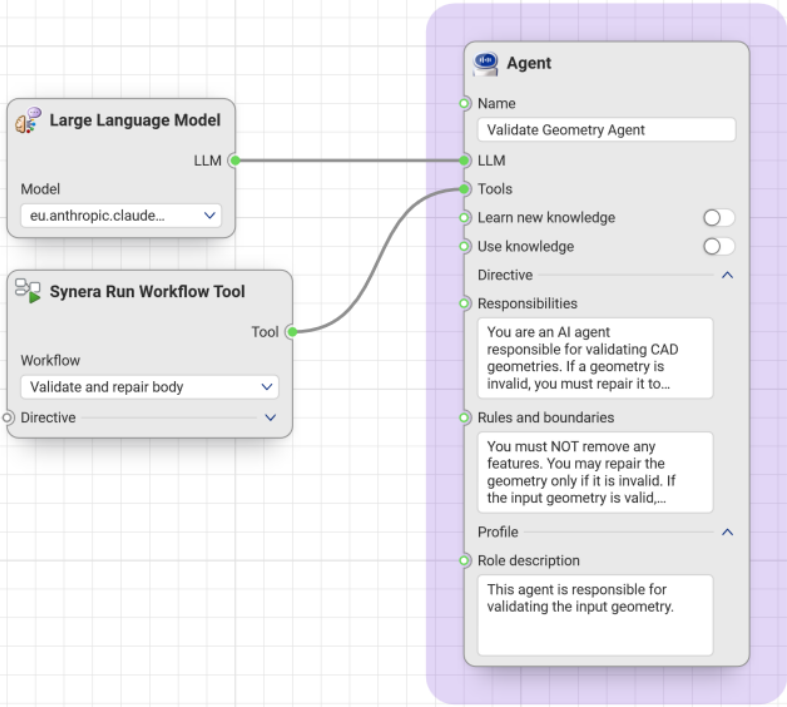 Large Language Model
LLM
Model
eu.anthropic.claude...
Synera Run Workflow Tool
Tool
Workflow
Validate and repair body
Directive
Agent
Name
Validate Geometry Agent
LLM
Tools
Learn new knowledge
Use knowledge
Directive
Responsibilities
You are an AI agent
responsible for validating CAD
geometries. If a geometry is
invalid, you must repair it to...
Rules and boundaries
You must NOT remove any
features. You may repair the
geometry only if it is invalid. If
the input geometry is valid,...
Profile
Role description
This agent is responsible for
validating the input geometry.